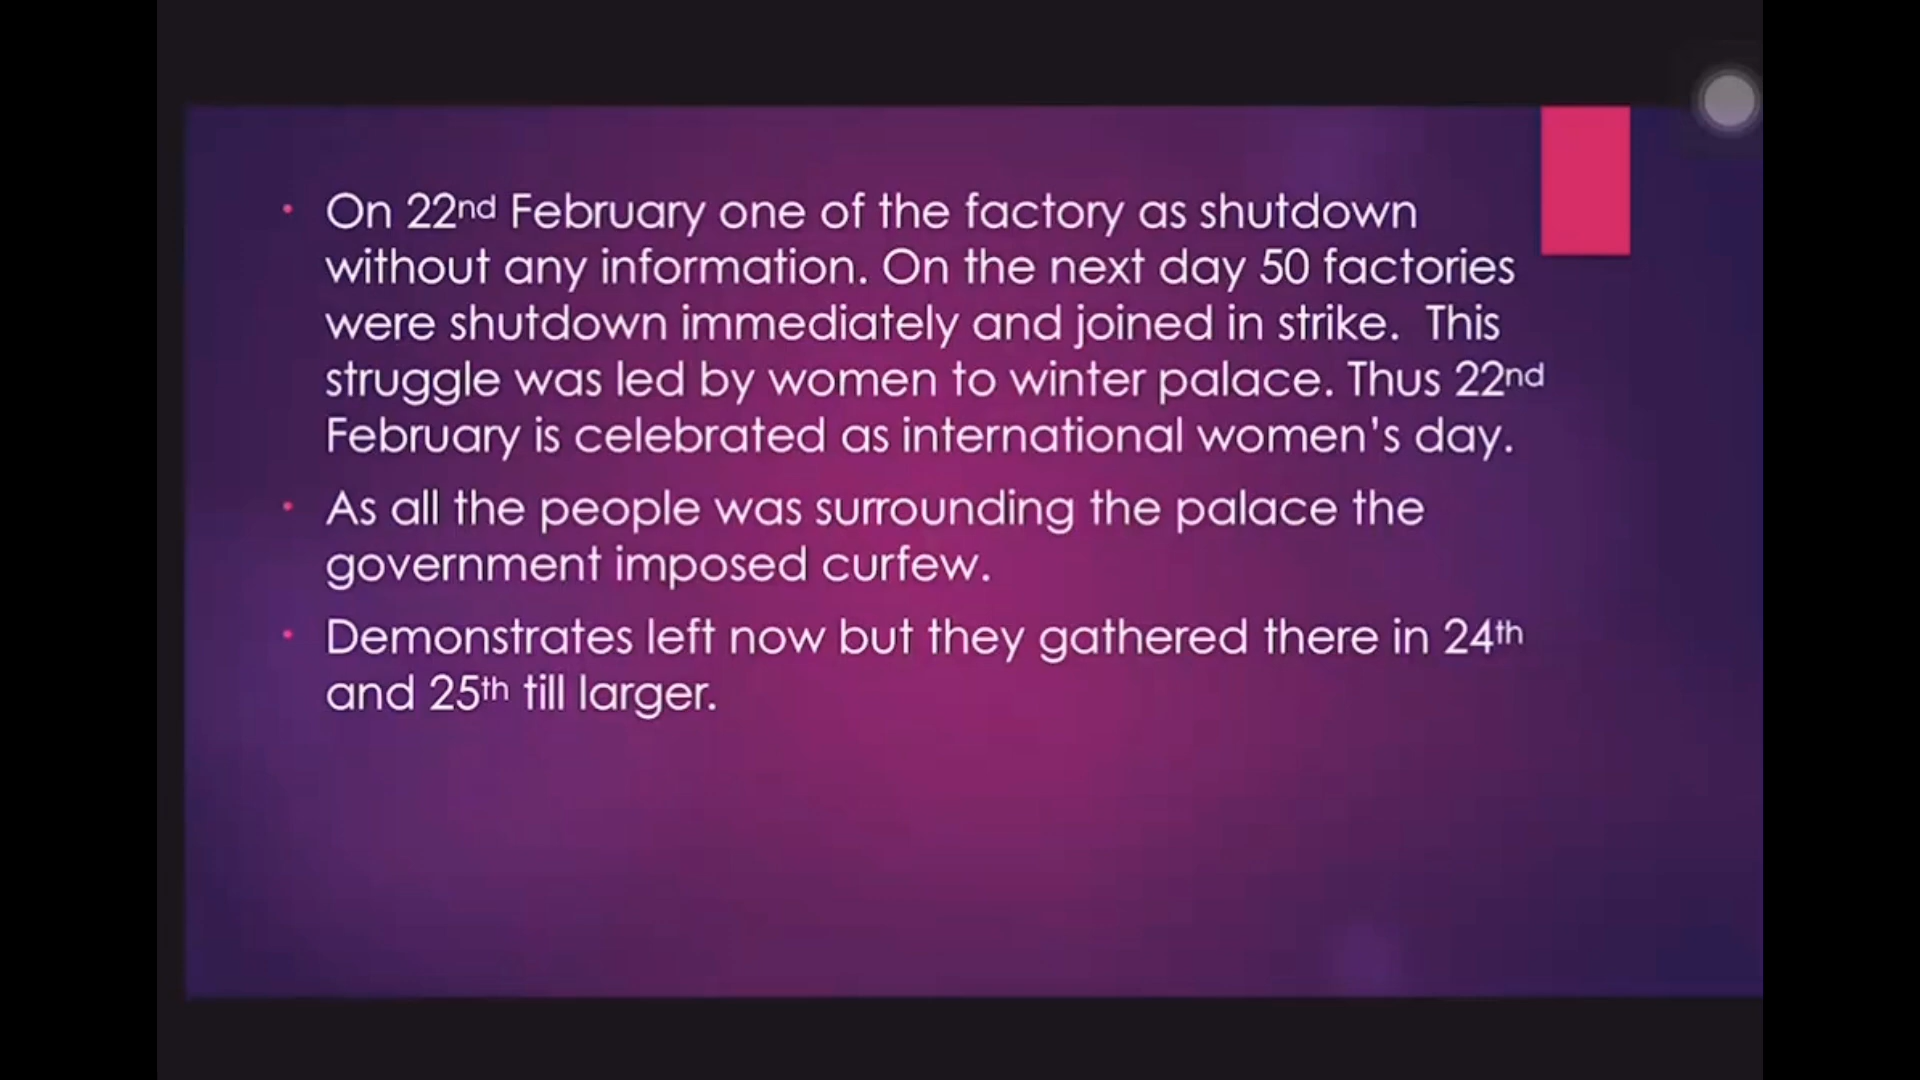 • On 22nd February one of the factory as shutdown
without any information. On the next day 50 factories
were shutdown immediately and joined in strike.  This
struggle was led by women to winter palace. Thus 22nd
February is celebrated as international women's day.
• As all the people was surrounding the palace the
government imposed curfew.
• Demonstrates left now but they gathered there in 24th
and 25th till larger.